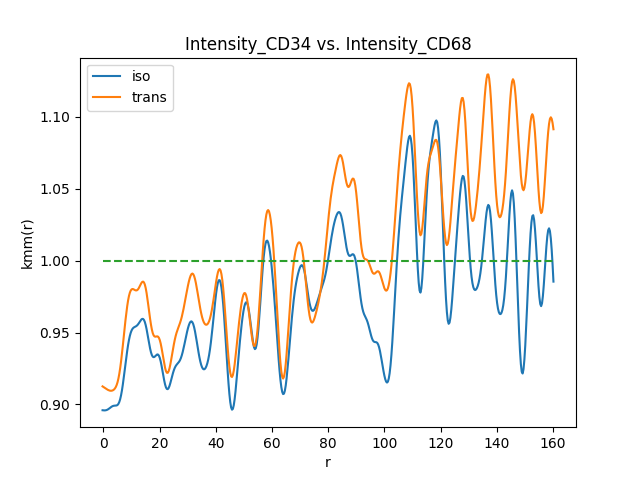 Intensity_CD34 vs. Intensity_CD68
iso
trans
1.10
1.05
1.00
0.95
0.90
kmm(r)
0 20 40 60 80 100 120 140 160
r